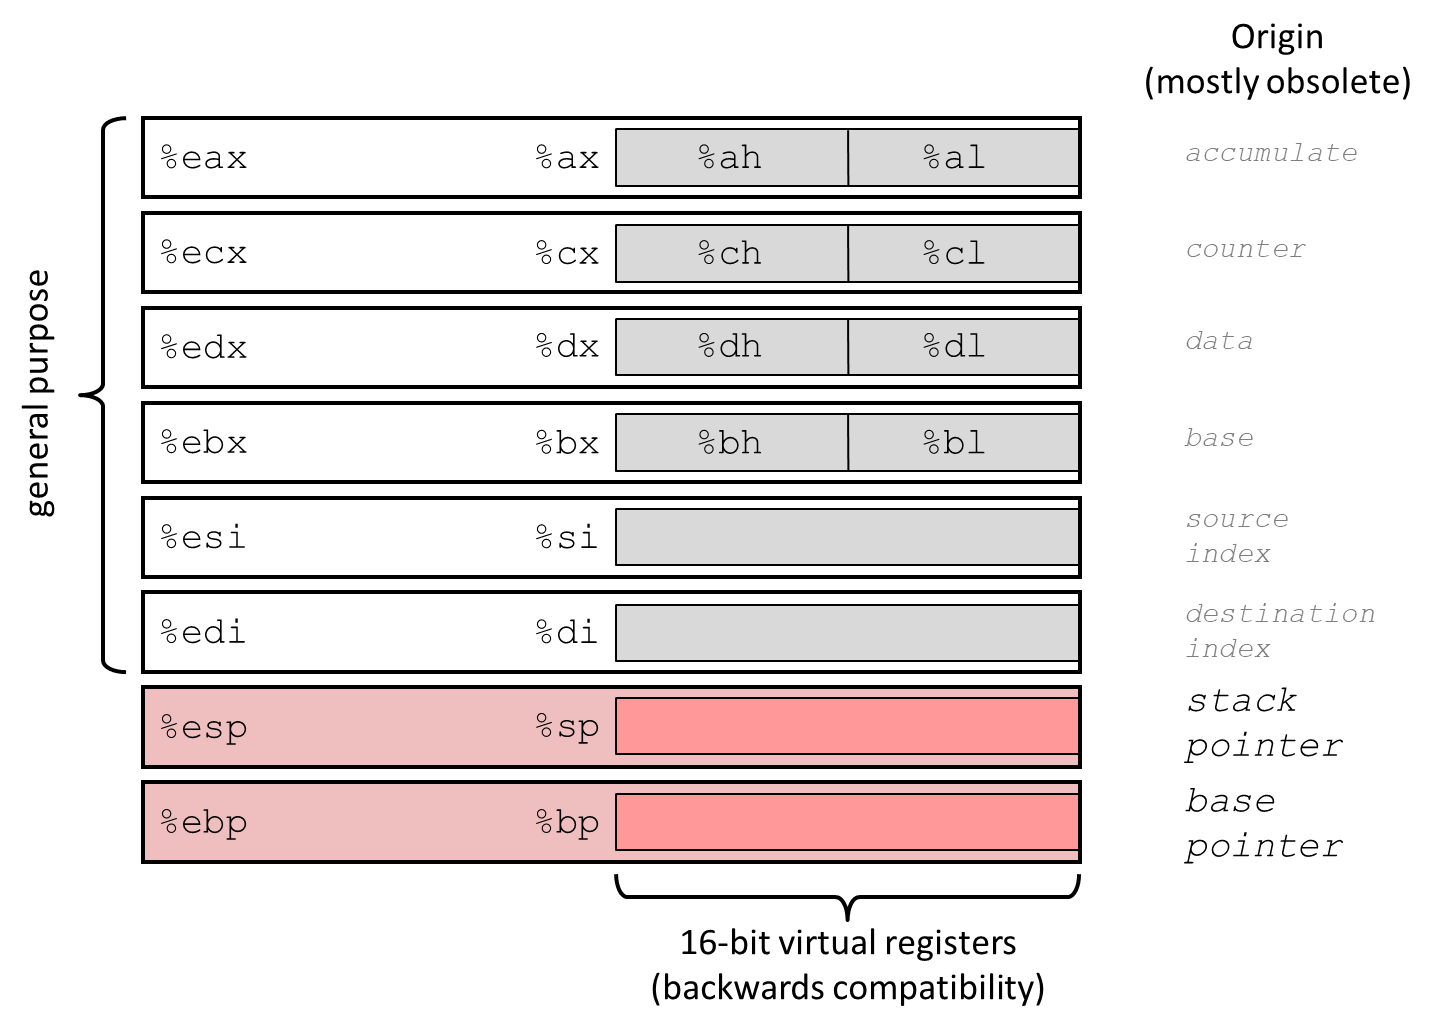 Origin
(mostly obsolete)
general purpose
%eax %ax %ah %al accumulate
%ecx %cx %ch %cl counter
%edx %dx %dh %dl data
%ebx %bx %bh %bl base
%esi %si source
index
%edi %di destination
index
%esp %sp stack
pointer
%ebp %bp base
pointer
16-bit virtual registers
(backwards compatibility)